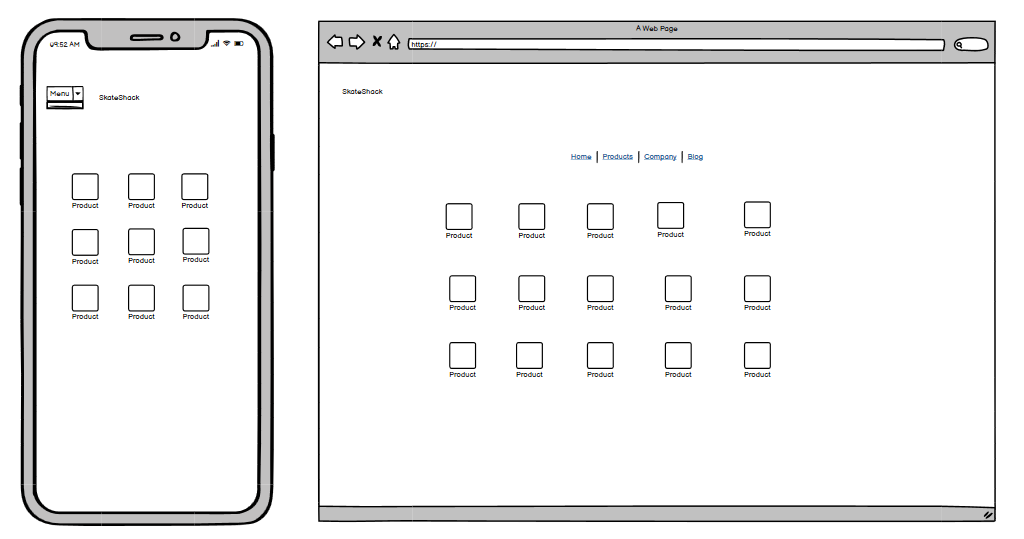 09:52 AM
Menu
SkateShack
Product Product Product
Product Product Product
Product Product Product
A Web Page
https://
SkateShack
Home Products Company Blog
Product Product Product Product Product
Product Product Product Product Product
Product Product Product Product Product